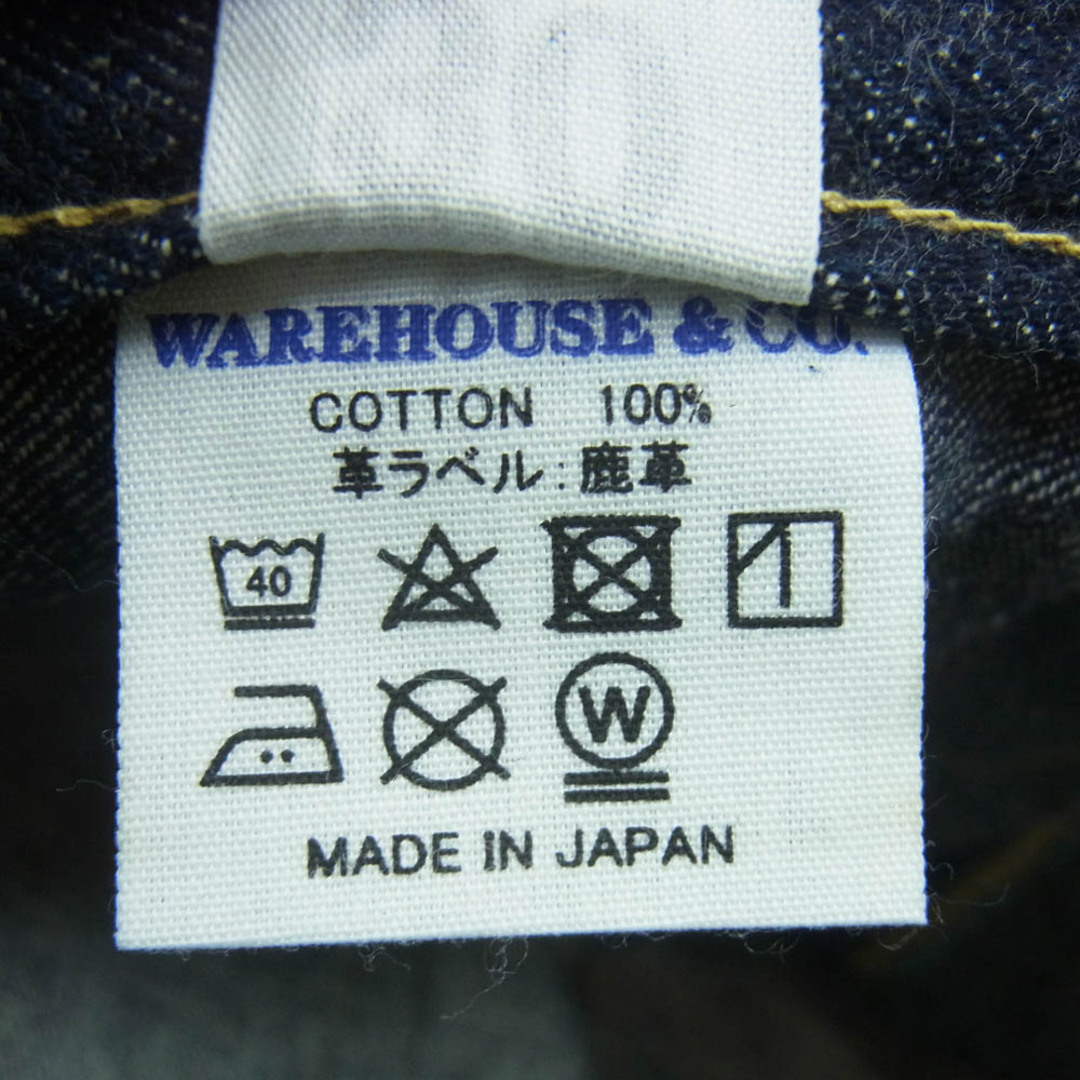 WAREHOUSE & CO.
COTTON 100%
革ラベル:鹿革
40
W
MADE IN JAPAN